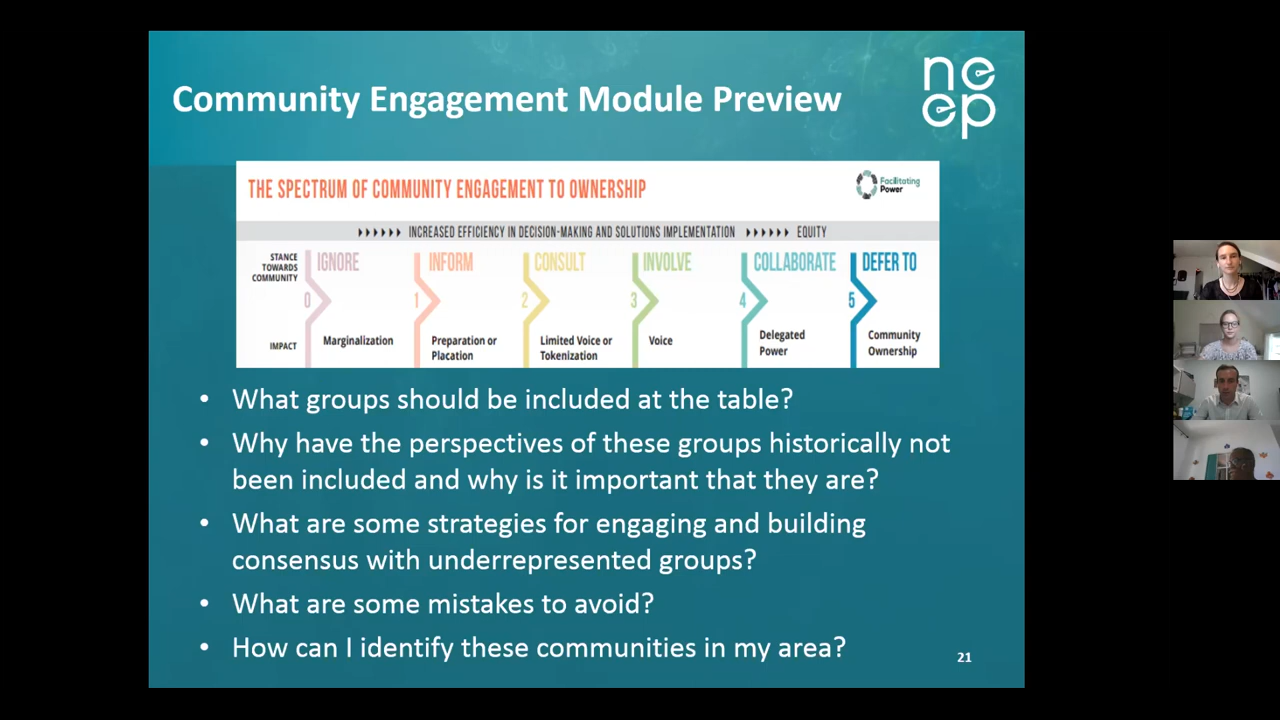 Community Engagement Module Preview
ne
ep
THE SPECTRUM OF COMMUNITY ENGAGEMENT TO OWNERSHIP
Facilitating
Power
INCREASED EFFICIENCY IN DECISION-MAKING AND SOLUTIONS IMPLEMENTATION EQUITY
STANCE
TOWARDS
COMMUNITY
IGNORE INFORM CONSULT INVOLVE COLLABORATE DEFER TO
0 1 2 3 4 5
IMPACT
Marginalization
Preparation or
Placation
Limited Voice or
Tokenization
Voice
Delegated
Power
Community
Ownership
• What groups should be included at the table?
• Why have the perspectives of these groups historically not
been included and why is it important that they are?
• What are some strategies for engaging and building
consensus with underrepresented groups?
• What are some mistakes to avoid?
• How can I identify these communities in my area?
21